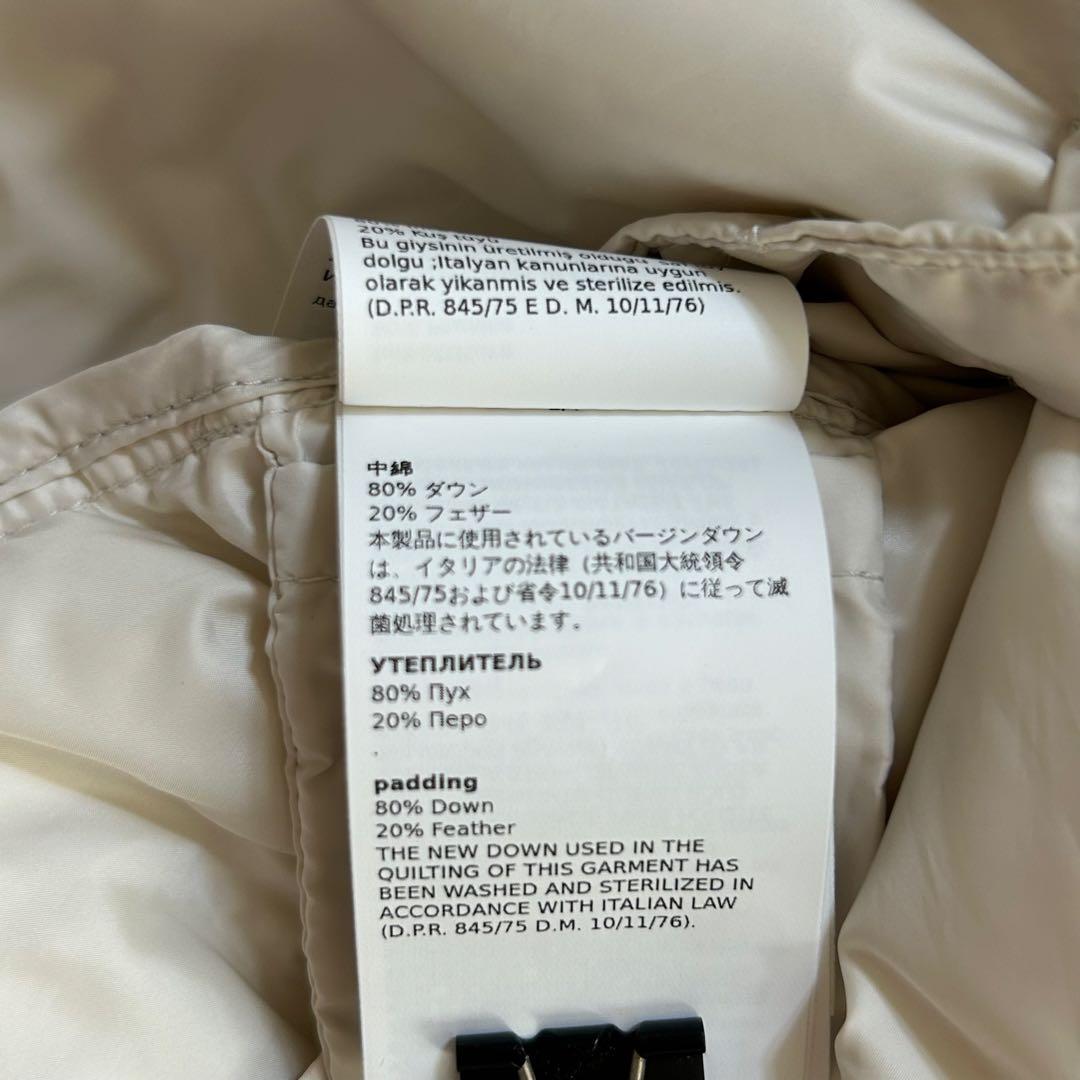 20% Kuş tüyü
Bu giysinin üretilmiş olduğu
dolgu ;Italyan kanunlarına uygun
olarak yikanmis ve sterilize edilmis.
(D.P.R. 845/75 E D. M. 10/11/76)
中綿
80% ダウン
20% フェザー
本製品に使用されているバージンダウン
は、イタリアの法律（共和国大統領令
845/75および省令10/11/76）に従って滅
菌処理されています。
УТЕПЛИТЕЛЬ
80% Пух
20% Перо
.
padding
80% Down
20% Feather
THE NEW DOWN USED IN THE
QUILTING OF THIS GARMENT HAS
BEEN WASHED AND STERILIZED IN
ACCORDANCE WITH ITALIAN LAW
(D.P.R. 845/75 D.M. 10/11/76).